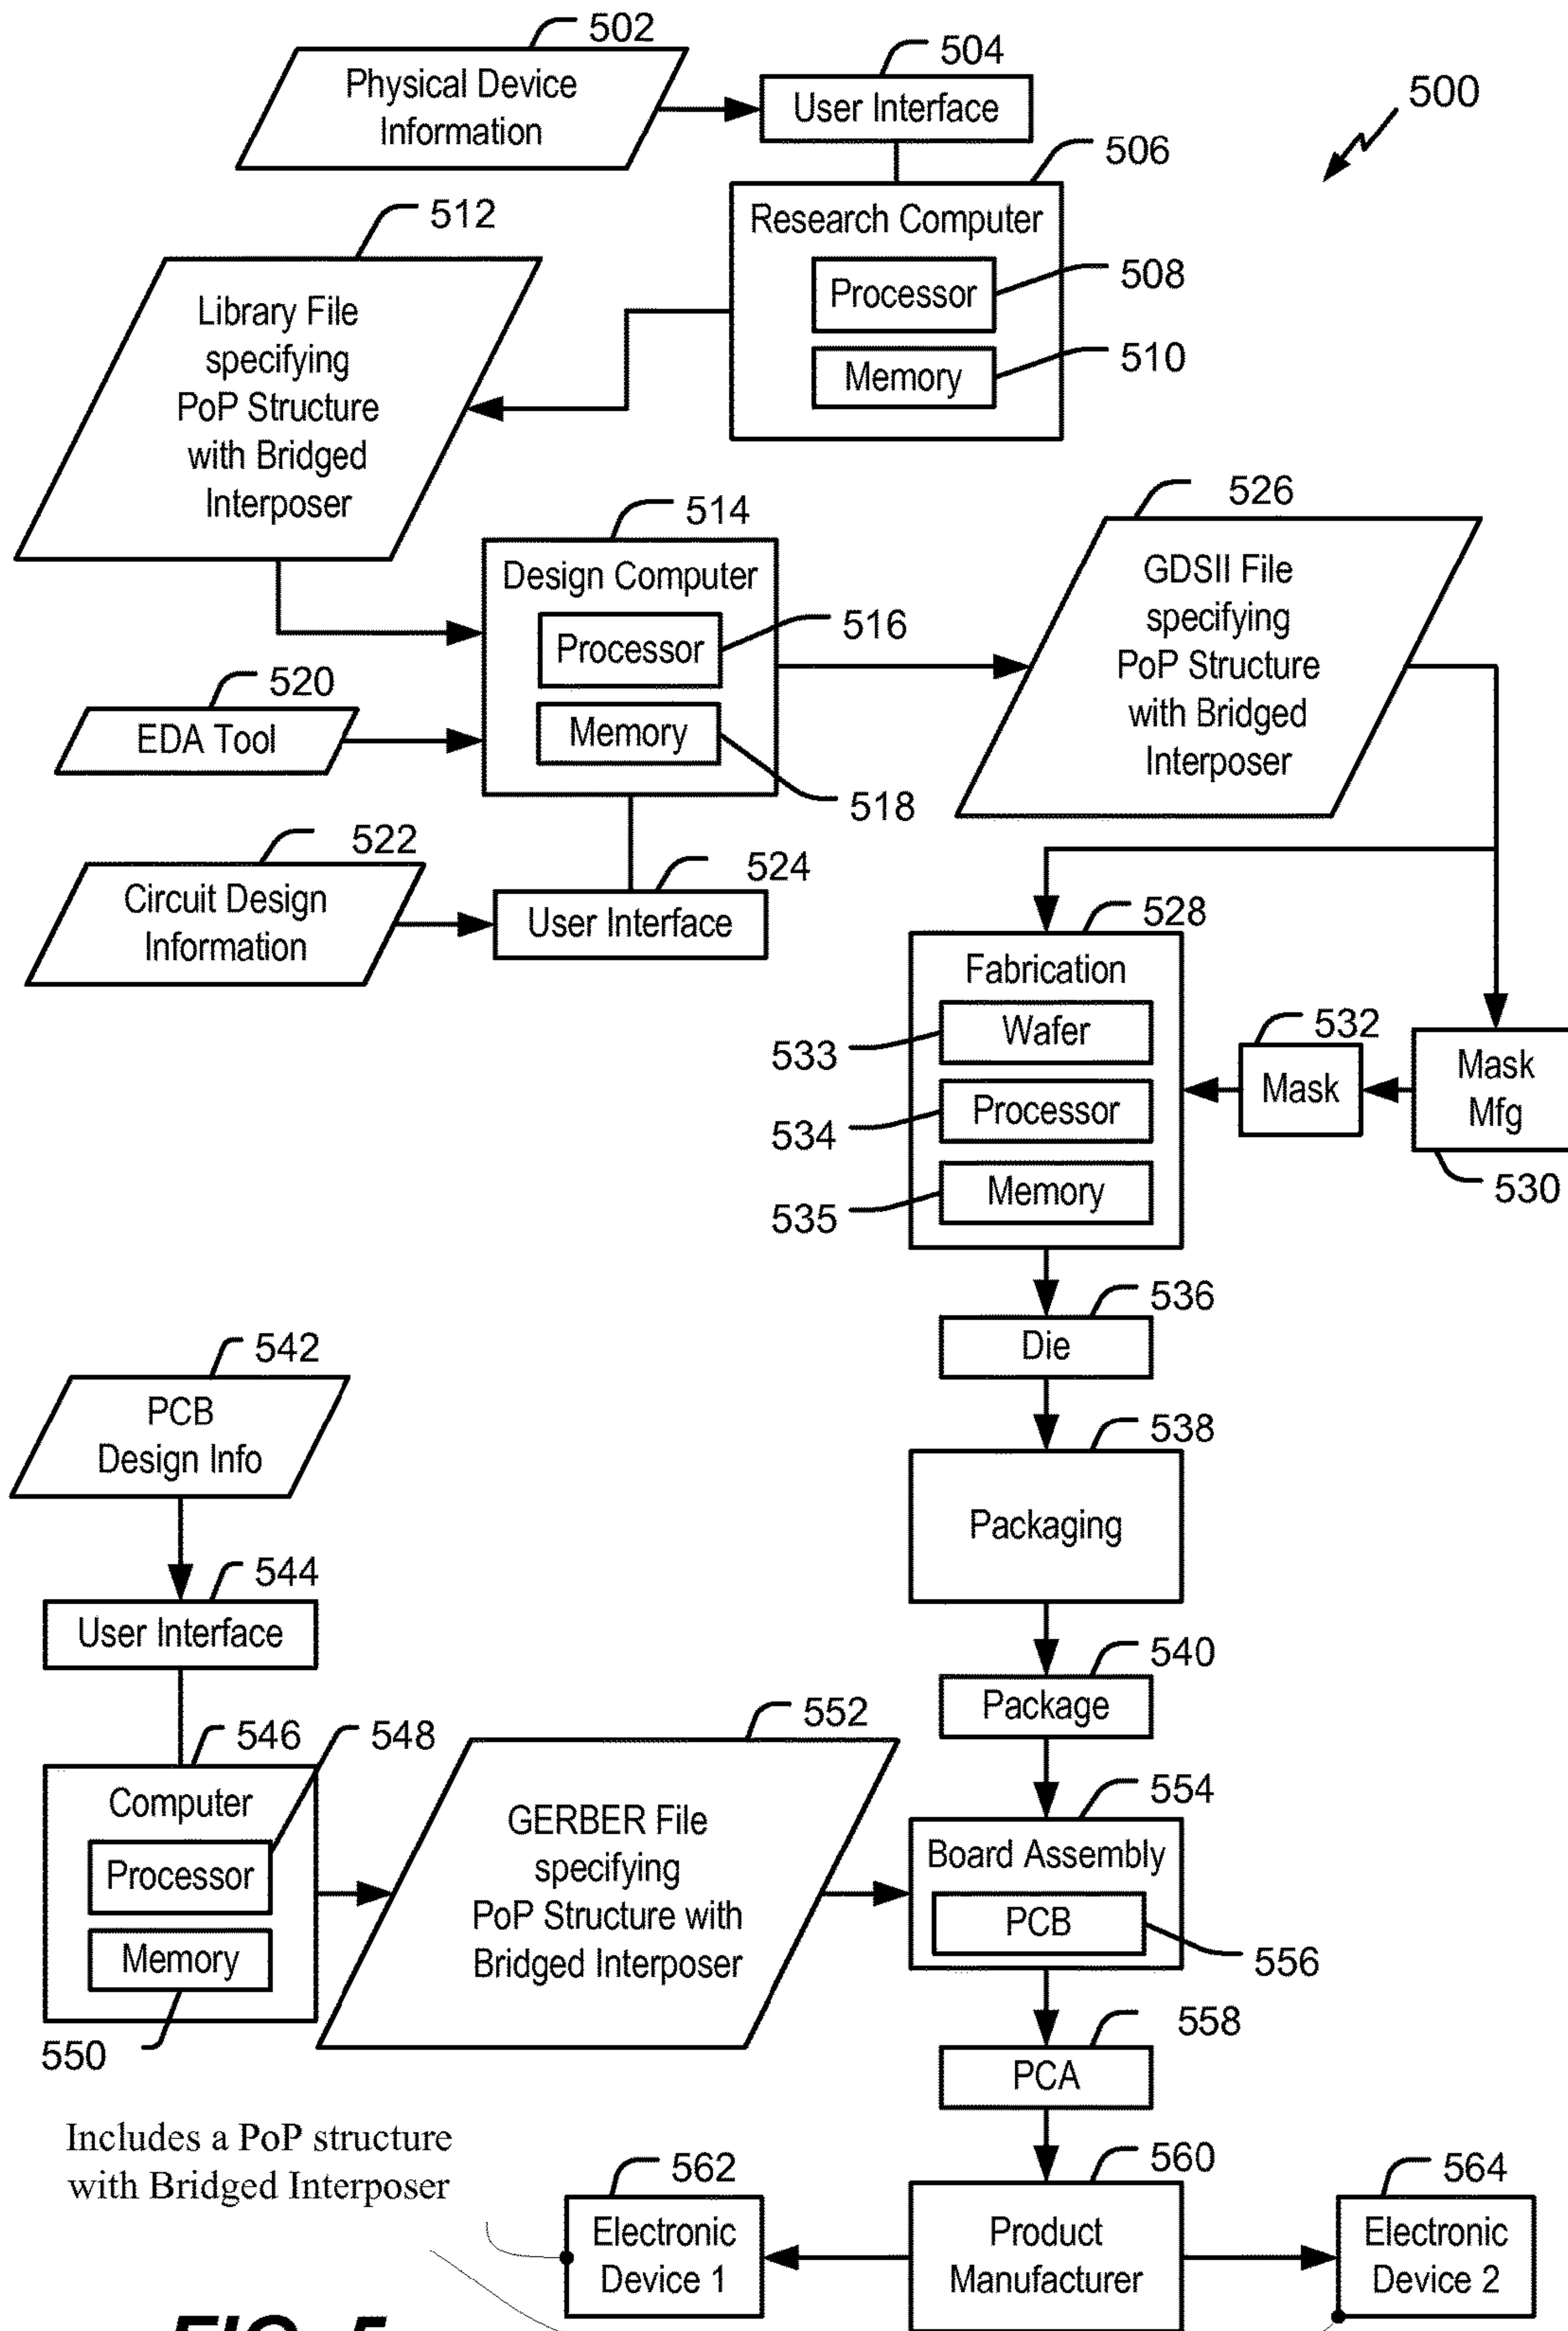 502
Physical Device
Information
504
User Interface
500
506
Research Computer
Processor
508
Memory
510
512
Library File
specifying
PoP Structure
with Bridged
Interposer
514
Design Computer
Processor
516
Memory
518
520
EDA Tool
522
Circuit Design
Information
524
User Interface
526
GDSII File
specifying
PoP Structure
with Bridged
Interposer
528
Fabrication
Wafer
533
Processor
534
Memory
535
532
Mask
Mask
Mfg
530
536
Die
538
Packaging
540
Package
542
PCB
Design Info
544
User Interface
546
548
Computer
Processor
Memory
550
552
GERBER File
specifying
PoP Structure with
Bridged Interposer
554
Board Assembly
PCB
556
558
PCA
560
Product
Manufacturer
562
Electronic
Device 1
564
Electronic
Device 2
Includes a PoP structure
with Bridged Interposer
FIG. 5